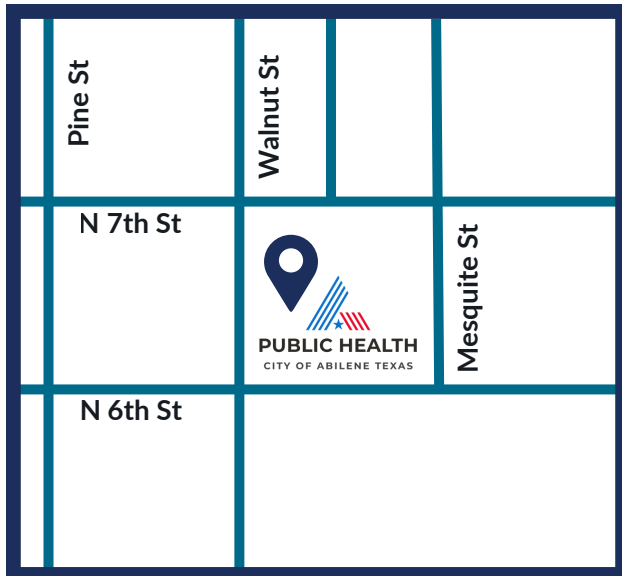 Pine St
Walnut St
N 7th St
Mesquite St
PUBLIC HEALTH
CITY OF ABILENE TEXAS
N 6th St